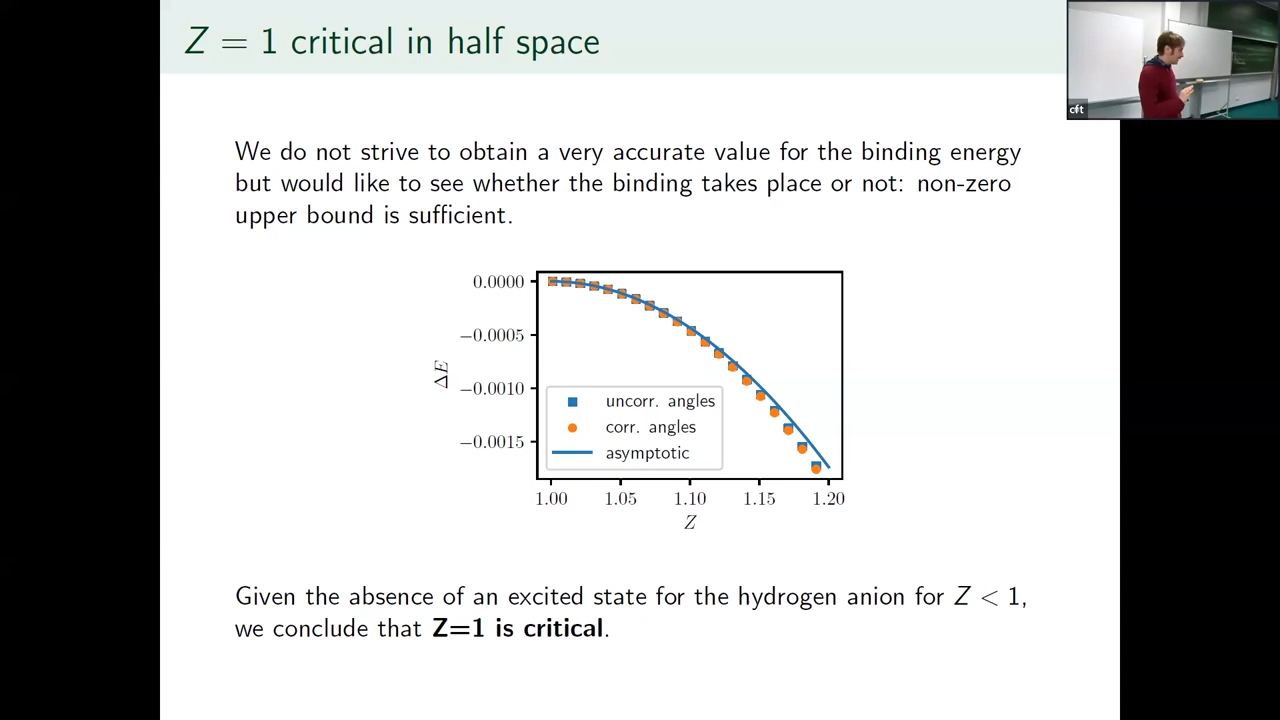 Z = 1 critical in half space
cft
We do not strive to obtain a very accurate value for the binding energy
but would like to see whether the binding takes place or not: non-zero
upper bound is sufficient.
0.0000
−0.0005
−0.0010
−0.0015
ΔE
uncorr. angles
corr. angles
asymptotic
1.00 1.05 1.10 1.15 1.20
Z
Given the absence of an excited state for the hydrogen anion for Z < 1,
we conclude that Z=1 is critical.